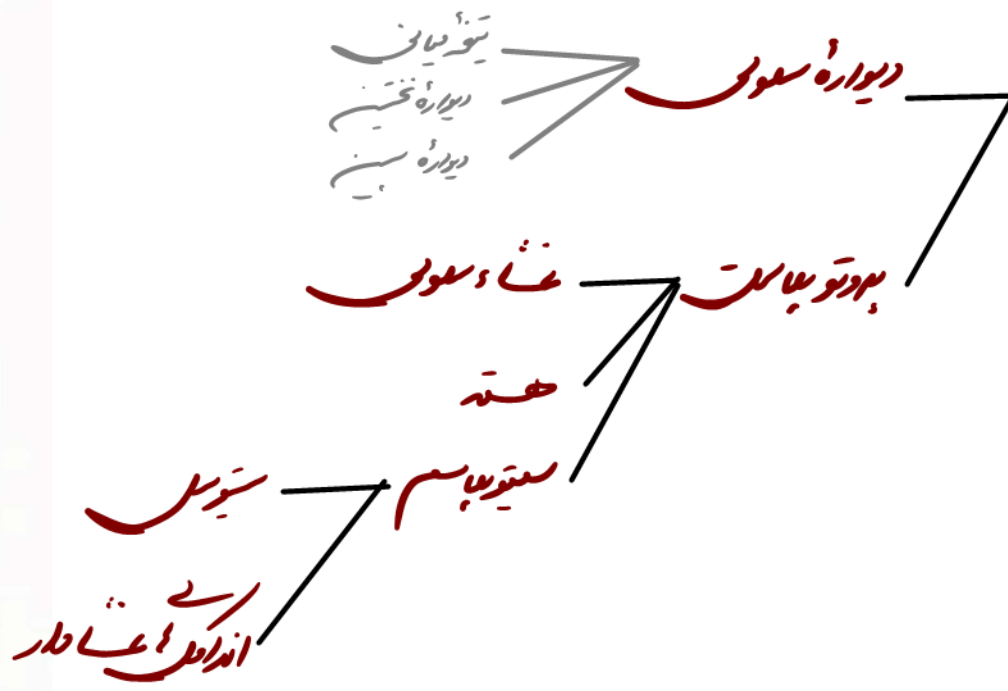 دیوارهٔ سلولی
تیغهٔ میانی
دیوارهٔ نخستین
دیوارهٔ پسین
پروتوپلاست
غشاء سلولی
هسته
سیتوپلاسم
سیتوسل
اندامک‌های غشادار